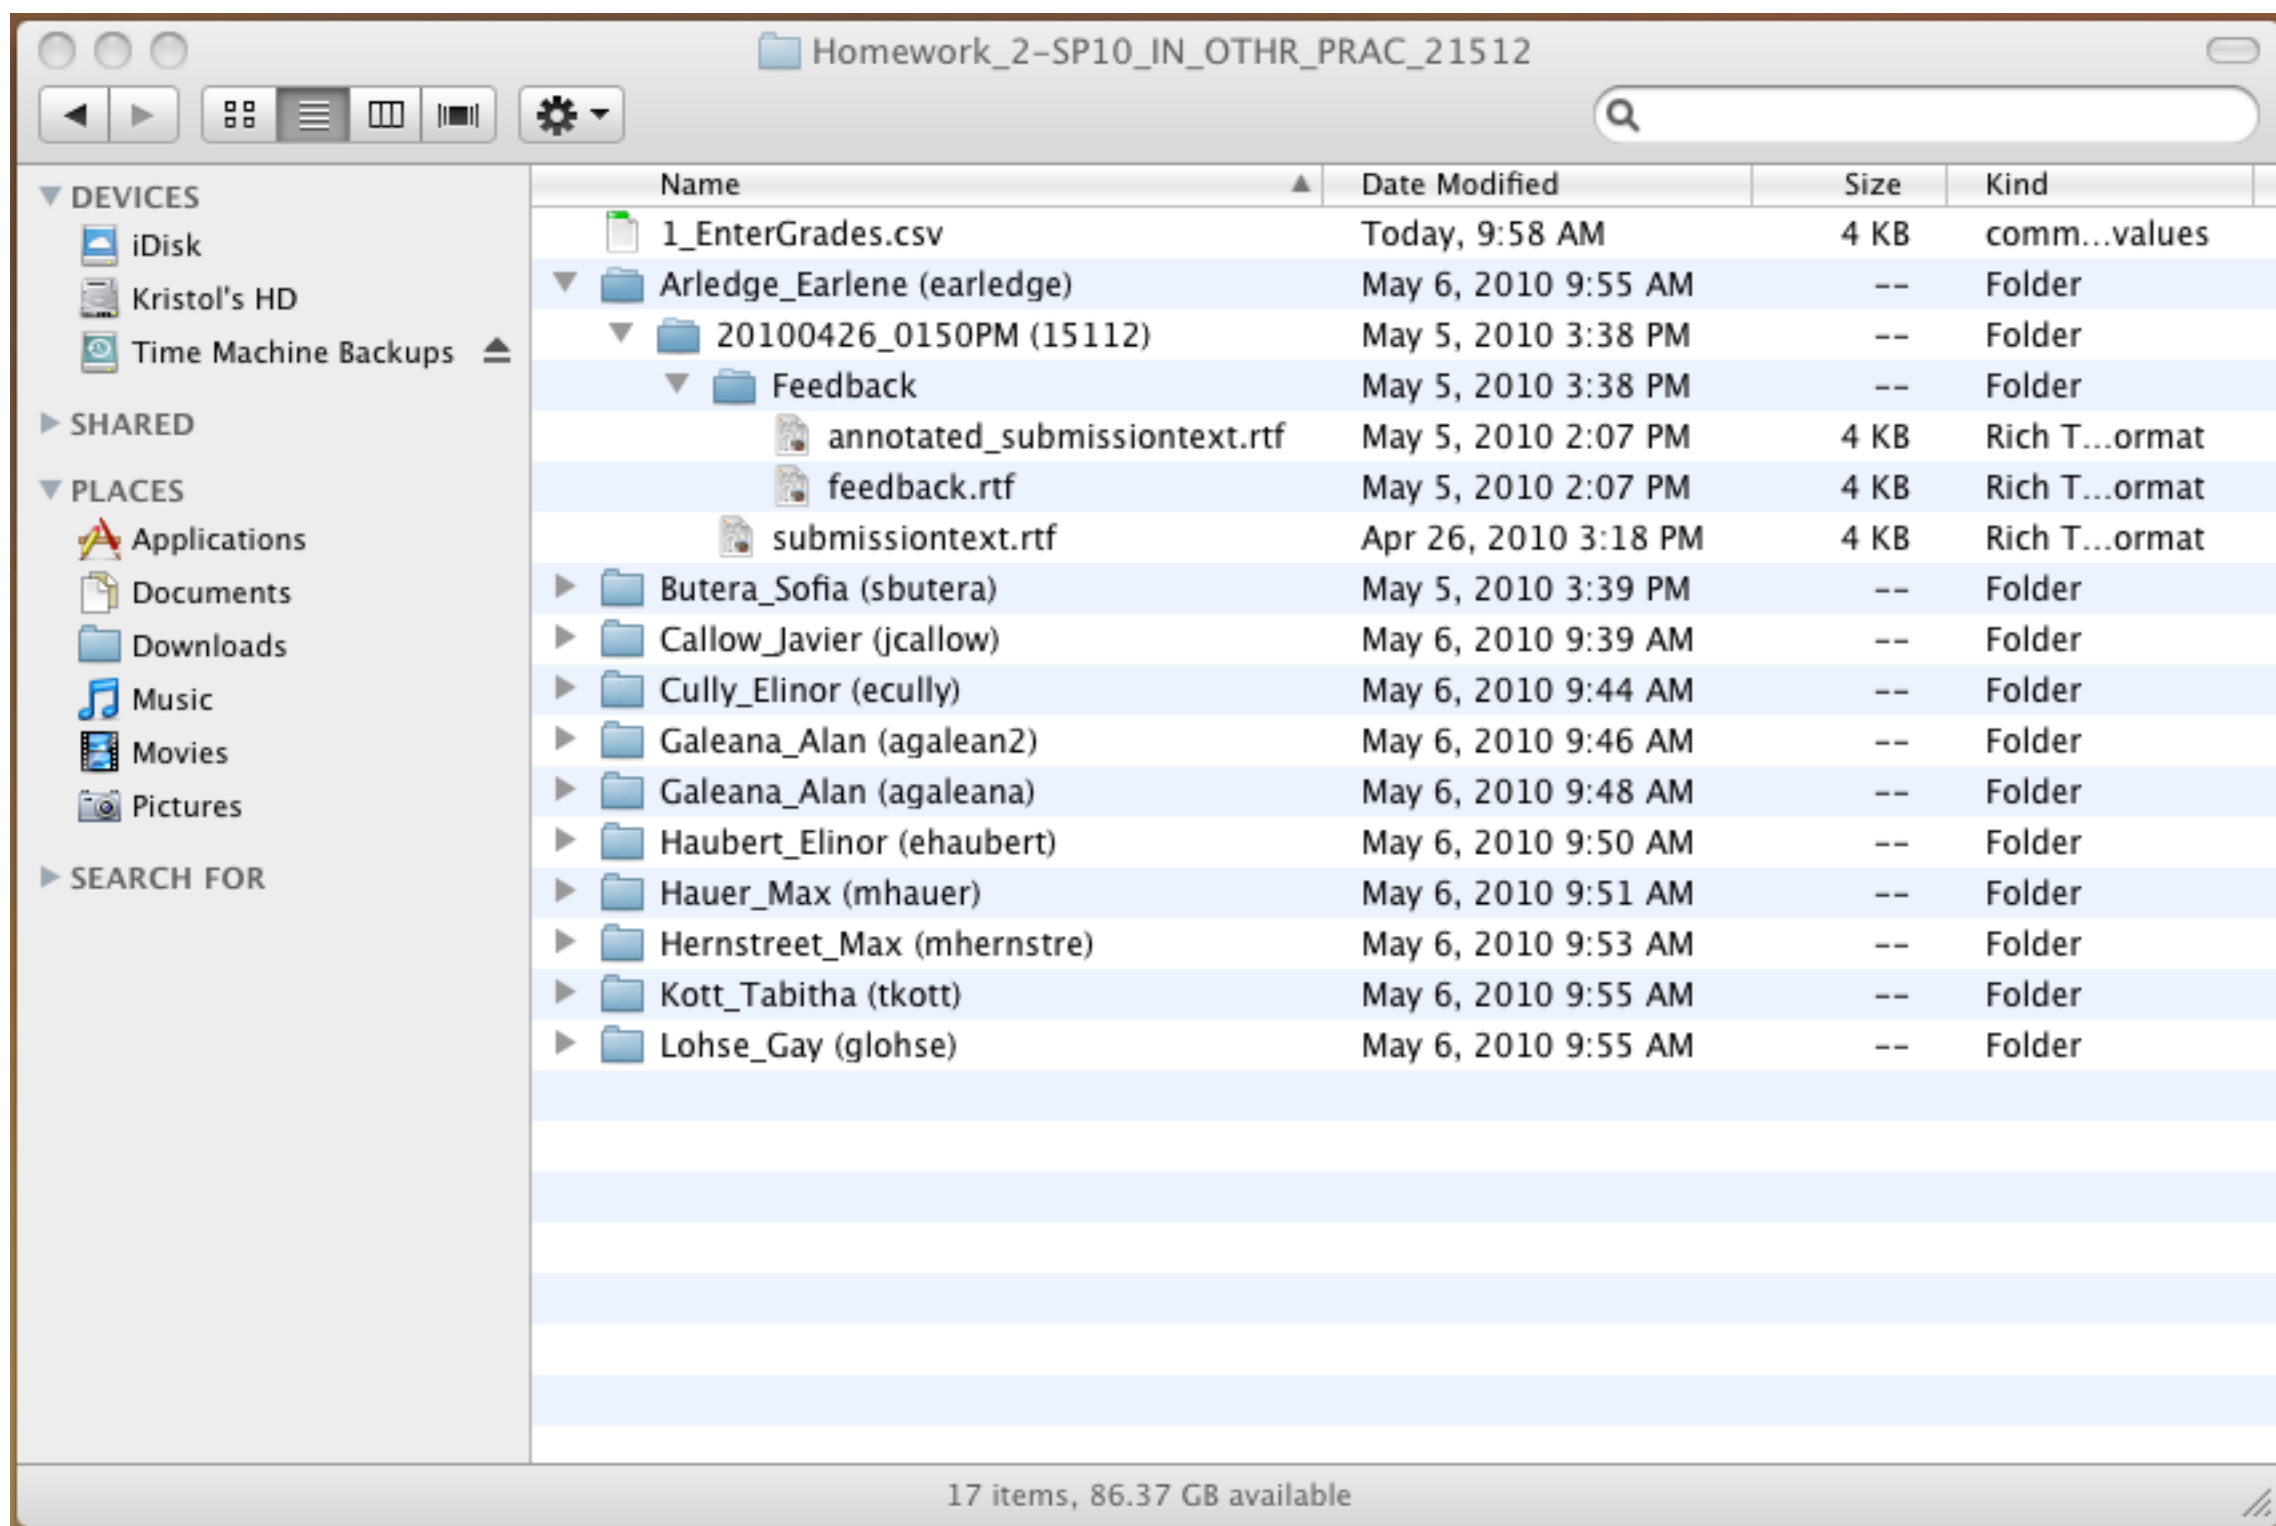 Homework_2-SP10_IN_OTHR_PRAC_21512
DEVICES
iDisk
Kristol's HD
Time Machine Backups
SHARED
PLACES
Applications
Documents
Downloads
Music
Movies
Pictures
SEARCH FOR
Name Date Modified Size Kind
1_EnterGrades.csv Today, 9:58 AM 4 KB comm...values
Arledge_Earlene (earledge) May 6, 2010 9:55 AM -- Folder
20100426_0150PM (15112) May 5, 2010 3:38 PM -- Folder
Feedback May 5, 2010 3:38 PM -- Folder
annotated_submissiontext.rtf May 5, 2010 2:07 PM 4 KB Rich T...ormat
feedback.rtf May 5, 2010 2:07 PM 4 KB Rich T...ormat
submissiontext.rtf Apr 26, 2010 3:18 PM 4 KB Rich T...ormat
Butera_Sofia (sbutera) May 5, 2010 3:39 PM -- Folder
Callow_Javier (jcallow) May 6, 2010 9:39 AM -- Folder
Cully_Elinor (ecully) May 6, 2010 9:44 AM -- Folder
Galeana_Alan (agalean2) May 6, 2010 9:46 AM -- Folder
Galeana_Alan (agaleana) May 6, 2010 9:48 AM -- Folder
Haubert_Elinor (ehaubert) May 6, 2010 9:50 AM -- Folder
Hauer_Max (mhauer) May 6, 2010 9:51 AM -- Folder
Hernstreet_Max (mhernstre) May 6, 2010 9:53 AM -- Folder
Kott_Tabitha (tkott) May 6, 2010 9:55 AM -- Folder
Lohse_Gay (glohse) May 6, 2010 9:55 AM -- Folder
17 items, 86.37 GB available